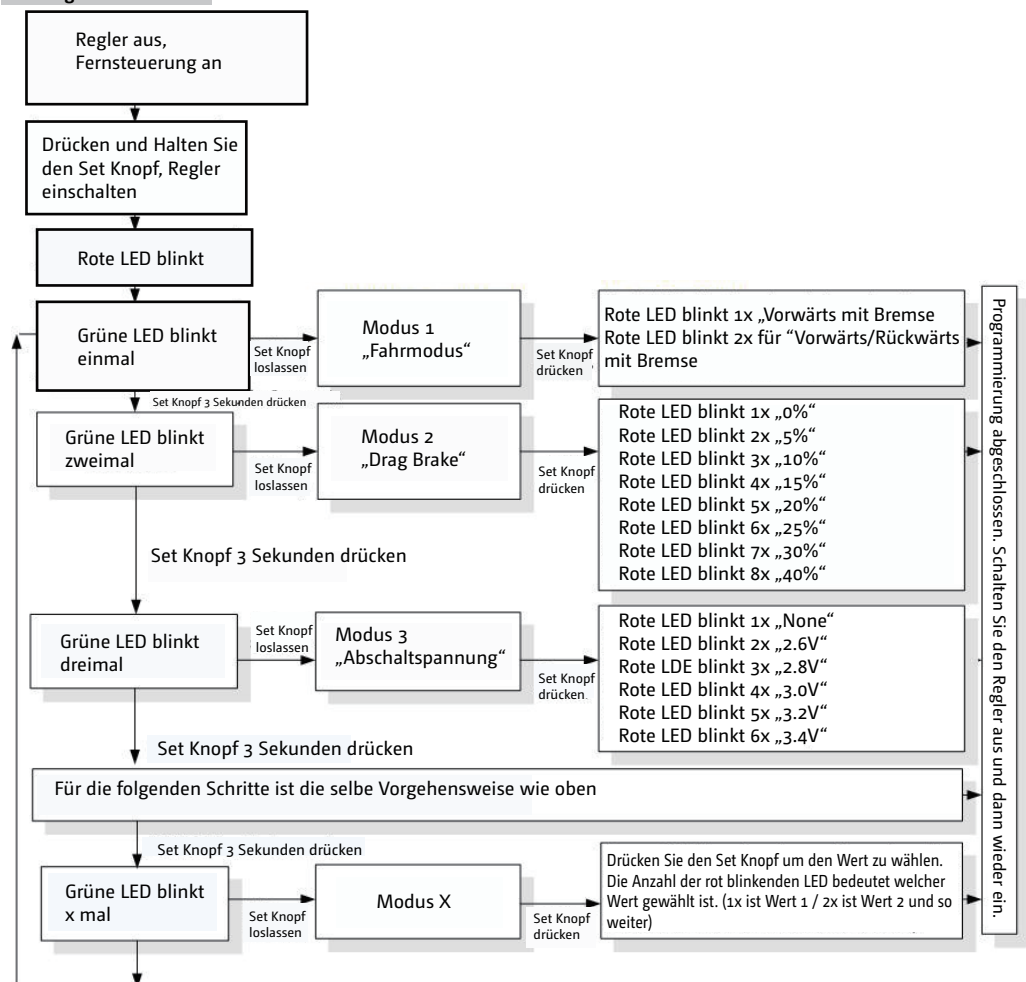 Regler aus,
Fernsteuerung an
Drücken und Halten Sie
den Set Knopf, Regler
einschalten
Rote LED blinkt
Grüne LED blinkt
einmal
Set Knopf
loslassen
Modus 1
„Fahrmodus“
Set Knopf
drücken
Rote LED blinkt 1x „Vorwärts mit Bremse
Rote LED blinkt 2x für “Vorwärts/Rückwärts
mit Bremse
Set Knopf 3 Sekunden drücken
Grüne LED blinkt
zweimal
Set Knopf
loslassen
Modus 2
„Drag Brake“
Set Knopf
drücken
Rote LED blinkt 1x „0%“
Rote LED blinkt 2x „5%“
Rote LED blinkt 3x „10%“
Rote LED blinkt 4x „15%“
Rote LED blinkt 5x „20%“
Rote LED blinkt 6x „25%“
Rote LED blinkt 7x „30%“
Rote LED blinkt 8x „40%“
Set Knopf 3 Sekunden drücken
Grüne LED blinkt
dreimal
Set Knopf
loslassen
Modus 3
„Abschaltspannung“
Set Knopf
drücken
Rote LED blinkt 1x „None“
Rote LED blinkt 2x „2.6V“
Rote LDE blinkt 3x „2.8V“
Rote LED blinkt 4x „3.0V“
Rote LED blinkt 5x „3.2V“
Rote LED blinkt 6x „3.4V“
Set Knopf 3 Sekunden drücken
Für die folgenden Schritte ist die selbe Vorgehensweise wie oben
Set Knopf 3 Sekunden drücken
Grüne LED blinkt
x mal
Set Knopf
loslassen
Modus X
Set Knopf
drücken
Drücken Sie den Set Knopf um den Wert zu wählen.
Die Anzahl der rot blinkenden LED bedeutet welcher
Wert gewählt ist. (1x ist Wert 1 / 2x ist Wert 2 und so
weiter)
Programmierung abgeschlossen. Schalten Sie den Regler aus und dann wieder ein.